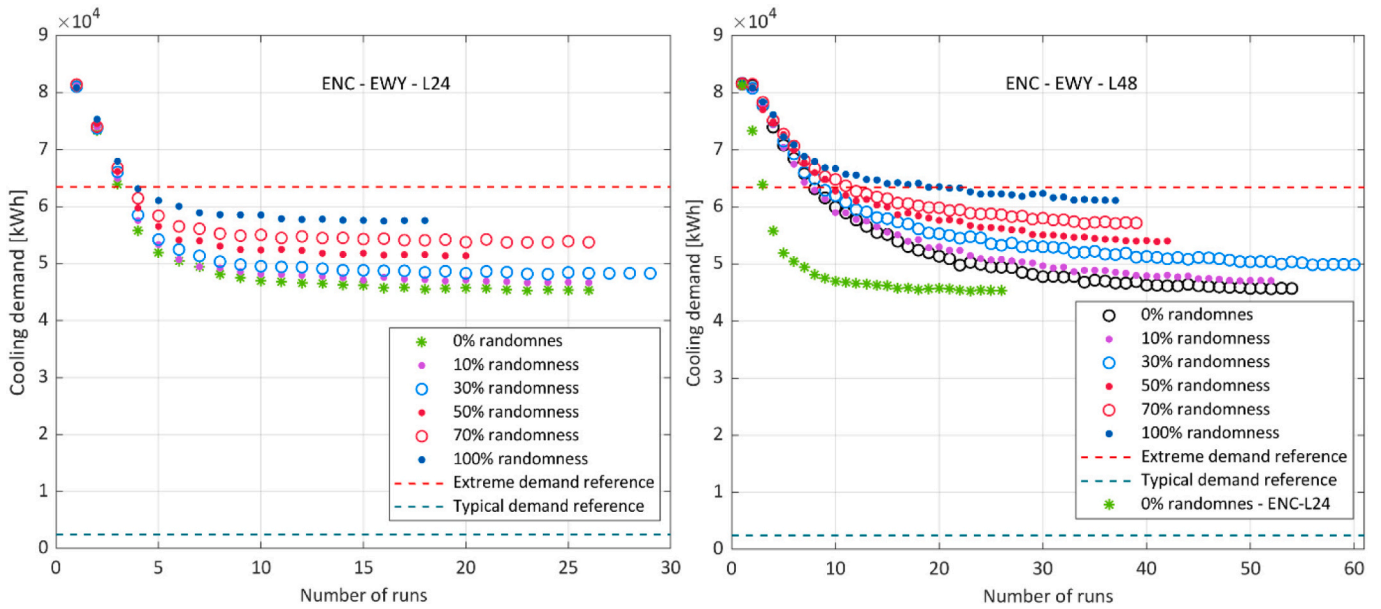 ×10⁴
9
8
7
6
5
4
3
2
1
0
Cooling demand [kWh]
ENC - EWY - L24
0% randomnes
10% randomness
30% randomness
50% randomness
70% randomness
100% randomness
Extreme demand reference
Typical demand reference
0 5 10 15 20 25 30
Number of runs
×10⁴
9
8
7
6
5
4
3
2
1
0
Cooling demand [kWh]
ENC - EWY - L48
0% randomnes
10% randomness
30% randomness
50% randomness
70% randomness
100% randomness
Extreme demand reference
Typical demand reference
0% randomnes - ENC-L24
0 10 20 30 40 50 60
Number of runs